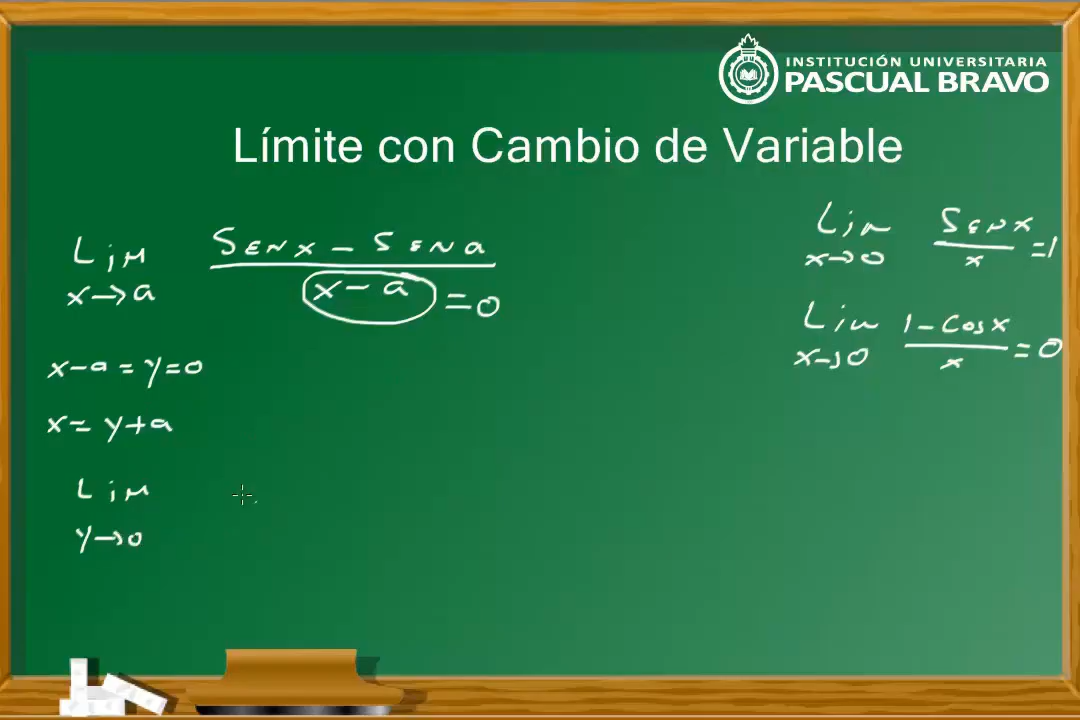 INSTITUCIÓN UNIVERSITARIA
PASCUAL BRAVO
Límite con Cambio de Variable
Lim SENx - SENa
x→a x-a =0
x-a=y=0
x=y+a
Lim
y→0
Lim SENx =1
x→0 x
Lim 1-Cosx =0
x→0 x